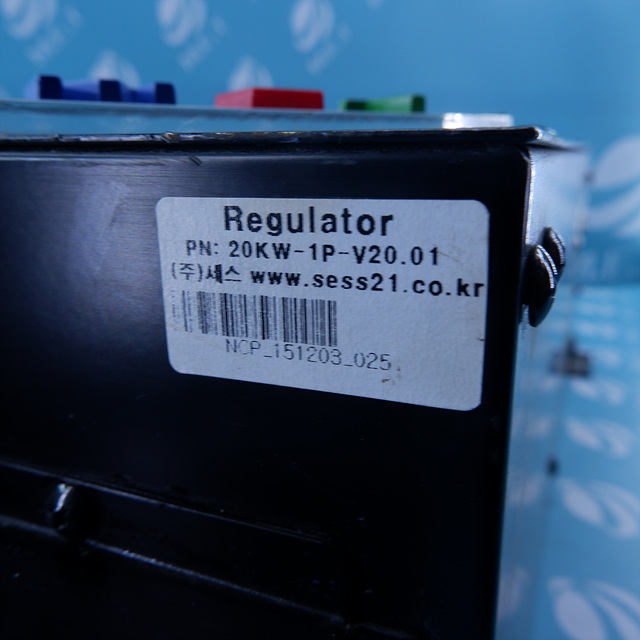 Regulator
PN: 20KW-1P-V20.01
(주)세스 www.sess21.co.kr
NCP_151203_025